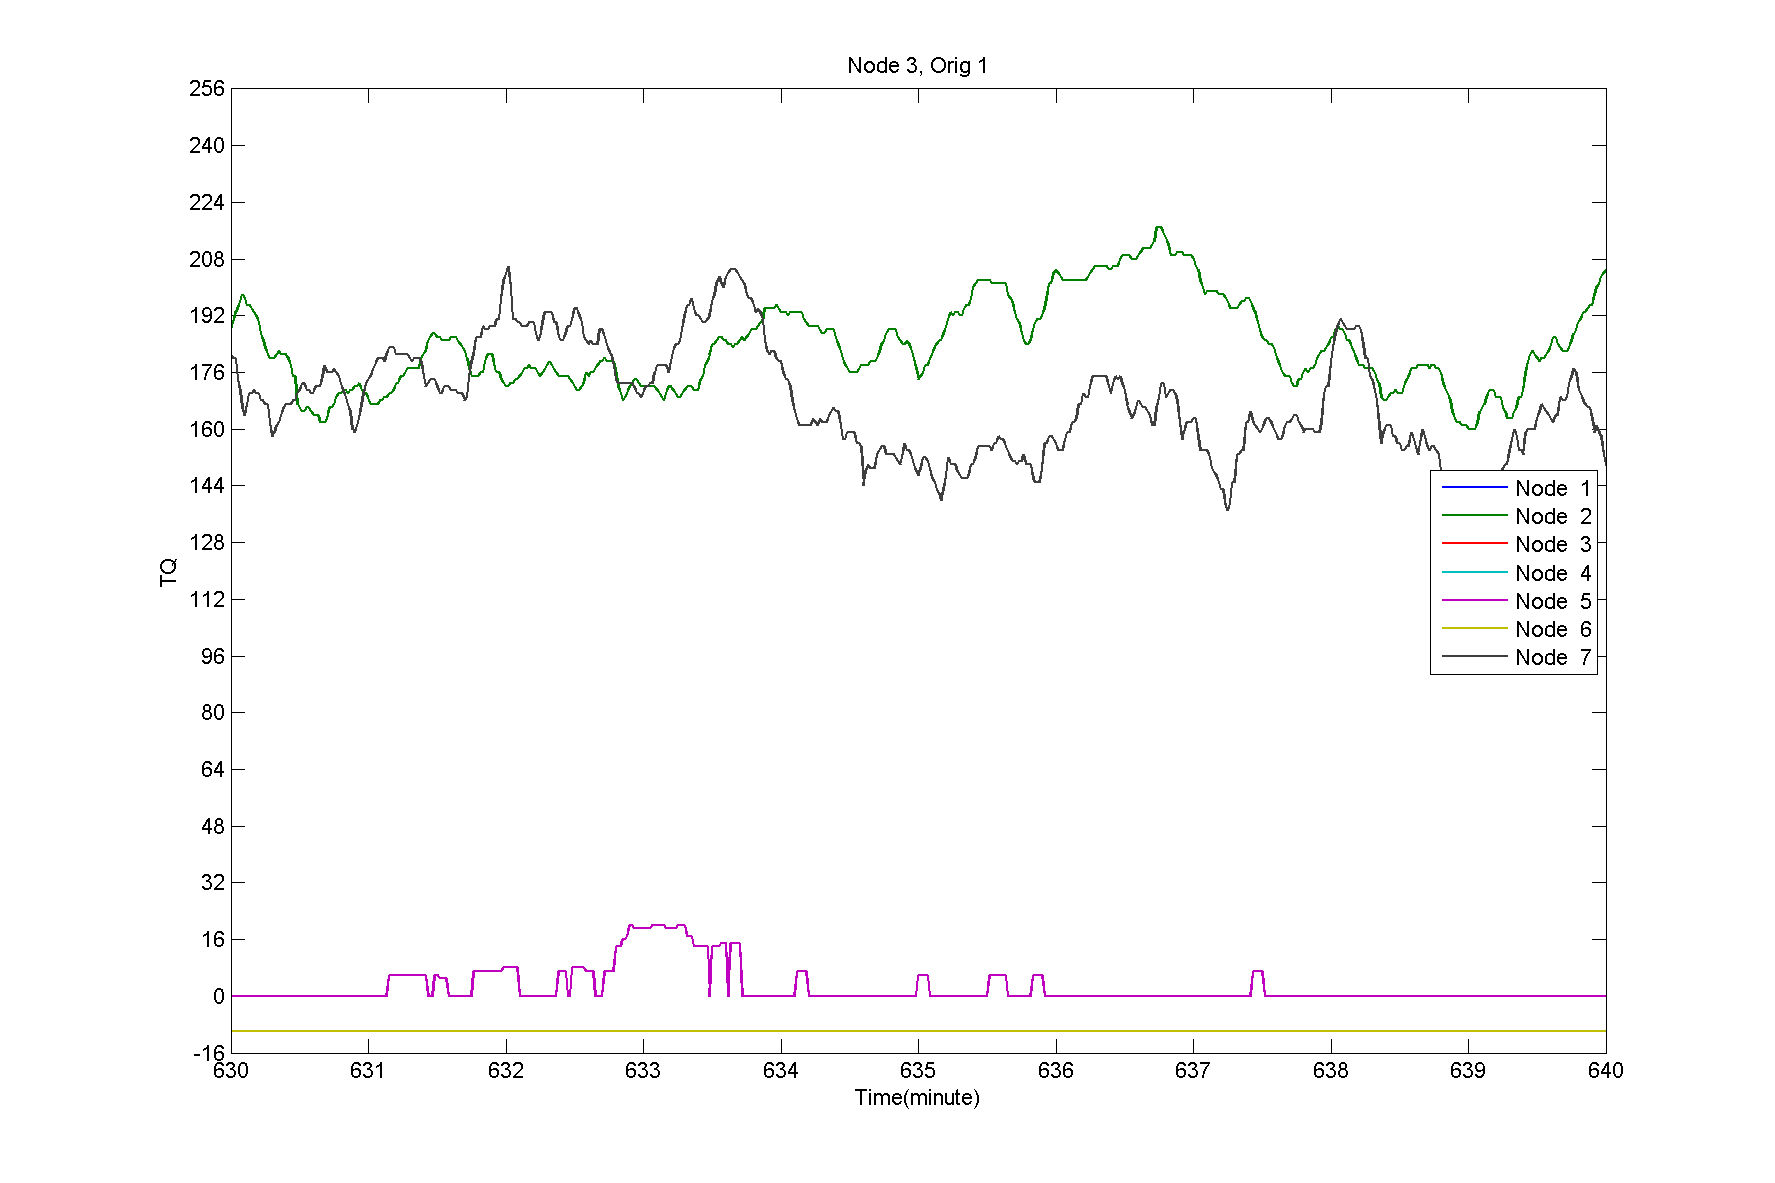 Node 3, Orig 1
256
240
224
208
192
176
160
144
128
112
96
80
64
48
32
16
0
-16
TQ
Node 1
Node 2
Node 3
Node 4
Node 5
Node 6
Node 7
630 631 632 633 634 635 636 637 638 639 640
Time(minute)